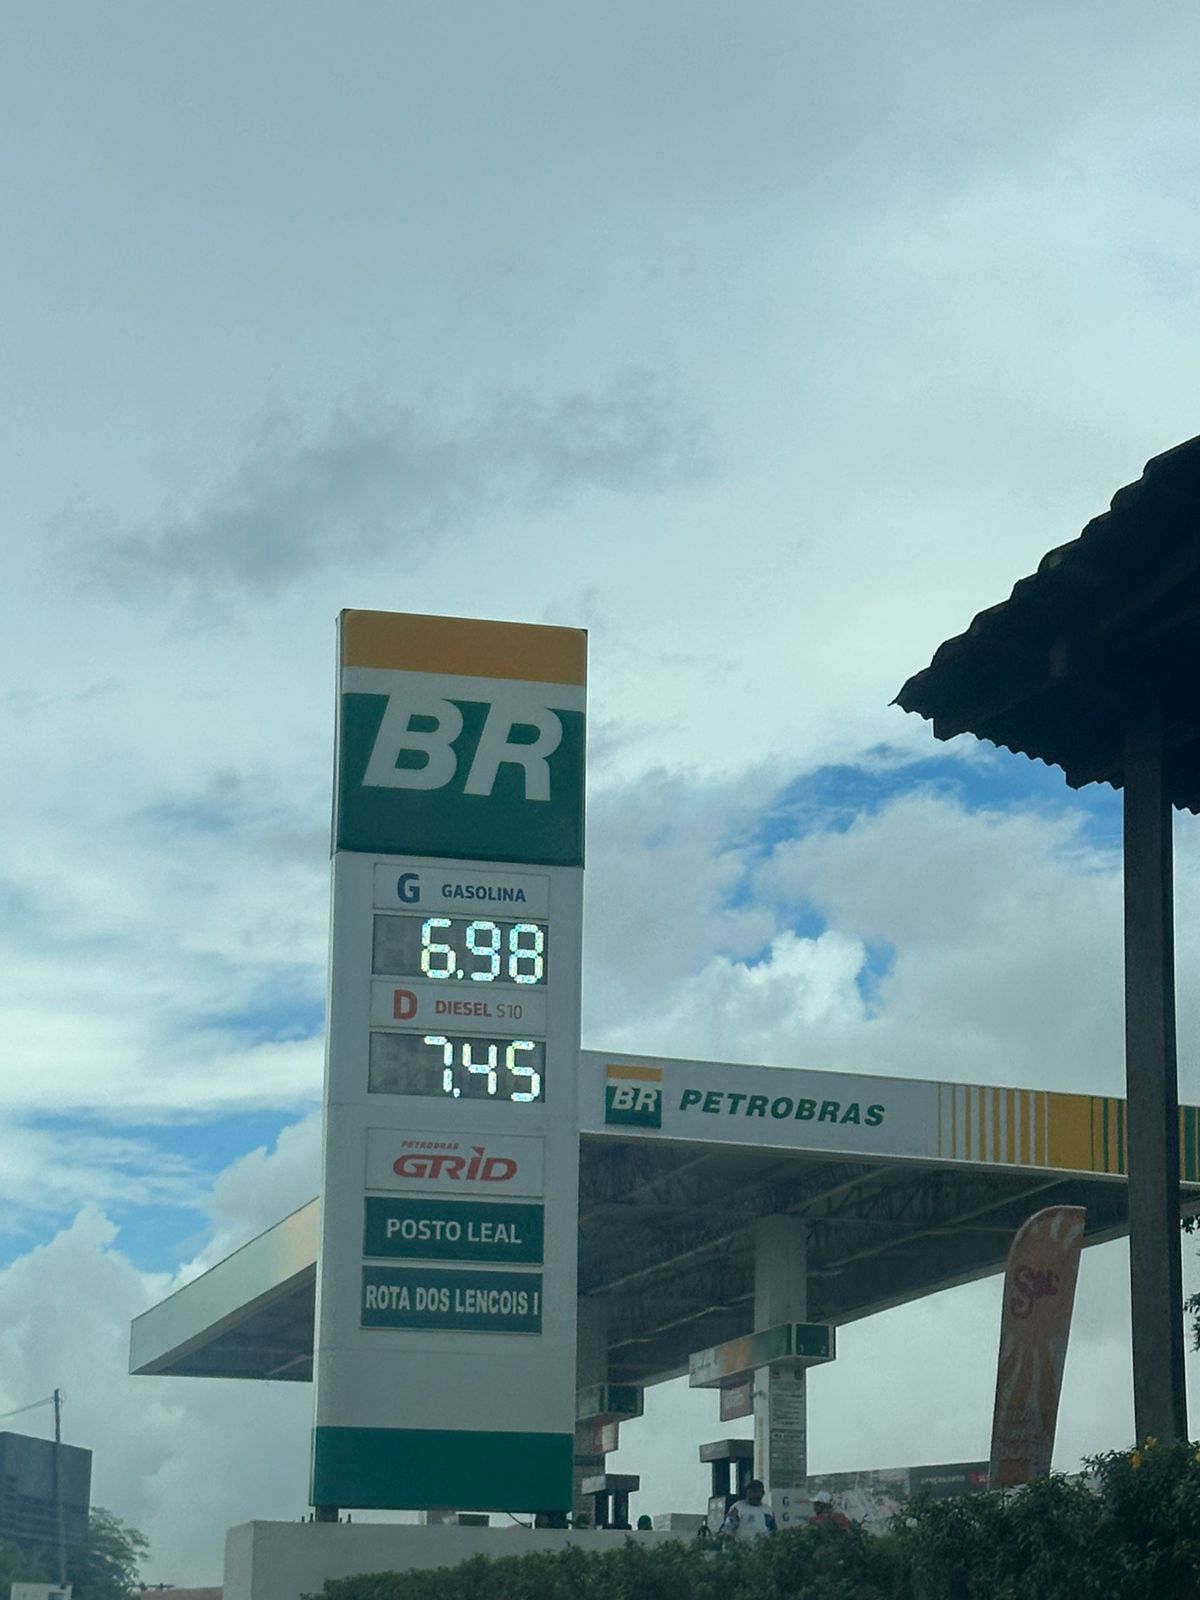 BR
G GASOLINA
6.98
D DIESEL S10
7.45
PETROBRAS
GRID
POSTO LEAL
ROTA DOS LENCOIS I
BR PETROBRAS